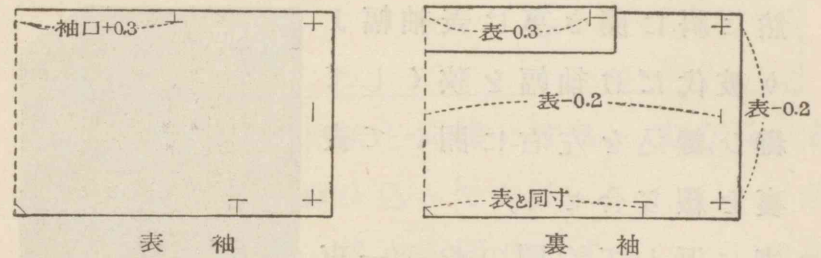 袖口+0.3
表 袖
表-0.3
表-0.2
表-0.2
表と同寸
裏 袖